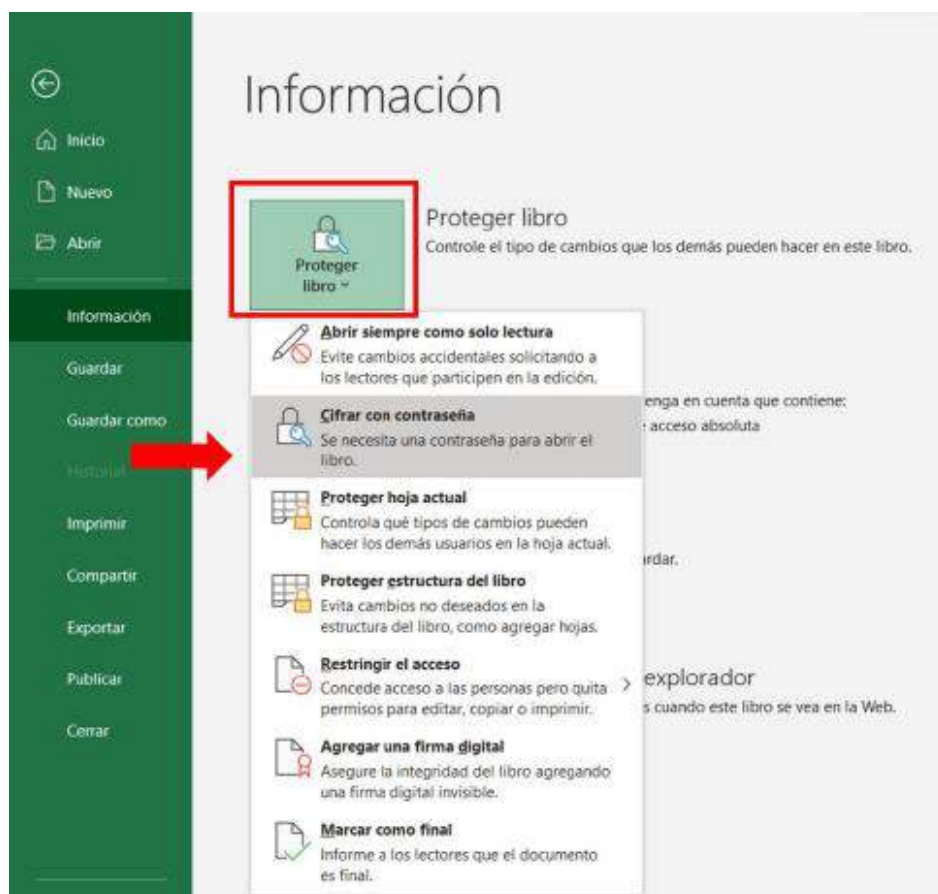 Información
Inicio
Nuevo
Abrir
Información
Guardar
Guardar como
Historial
Imprimir
Compartir
Exportar
Publicar
Cerrar
Proteger
libro
Proteger libro
Controle el tipo de cambios que los demás pueden hacer en este libro.
Abrir siempre como solo lectura
Evite cambios accidentales solicitando a
los lectores que participen en la edición.
Cifrar con contraseña
Se necesita una contraseña para abrir el
libro.
Proteger hoja actual
Controla qué tipos de cambios pueden
hacer los demás usuarios en la hoja actual.
Proteger estructura del libro
Evita cambios no deseados en la
estructura del libro, como agregar hojas.
Restringir el acceso
Concede acceso a las personas pero quita
permisos para editar, copiar o imprimir.
Agregar una firma digital
Asegure la integridad del libro agregando
una firma digital invisible.
Marcar como final
Informe a los lectores que el documento
es final.
enga en cuenta que contiene:
acceso absoluta
rdar.
explorador
s cuando este libro se vea en la Web.